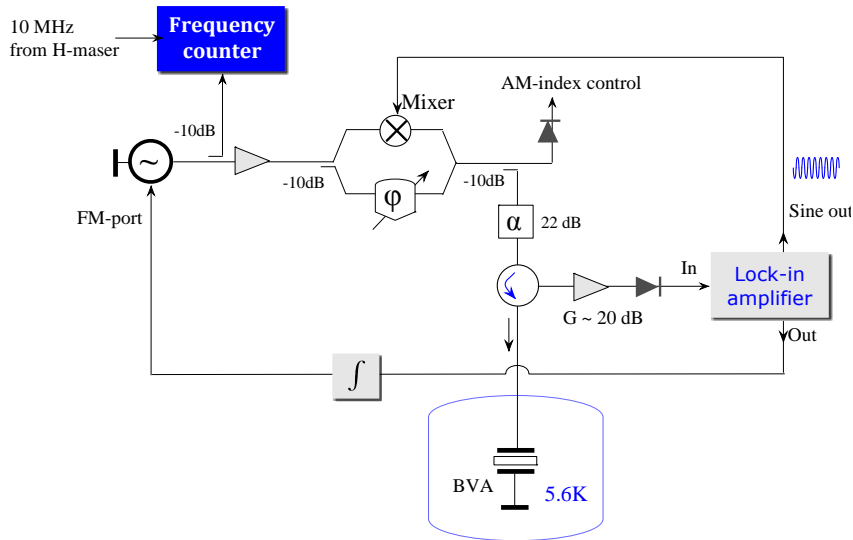 10 MHz
from H-maser
Frequency
counter
AM-index control
Mixer
-10dB
~
-10dB
φ
-10dB
FM-port
α
22 dB
Sine out
In
Lock-in
amplifier
G ~ 20 dB
Out
∫
BVA
5.6K